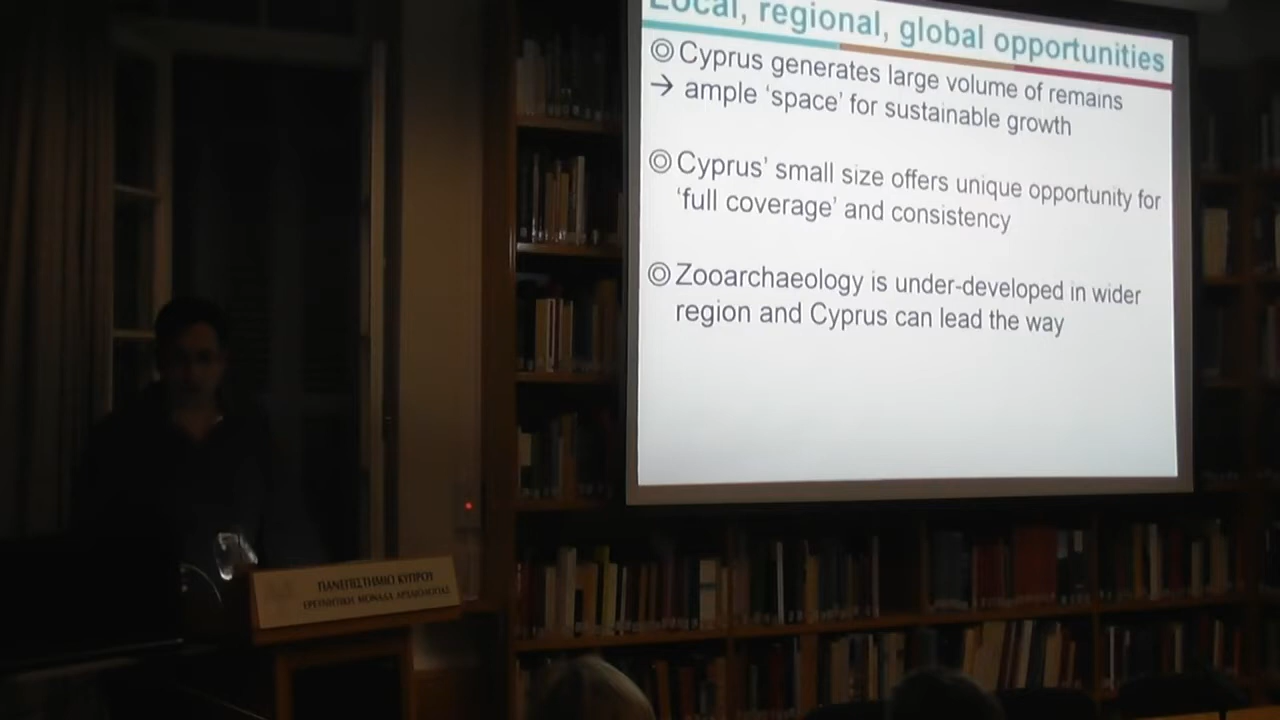 Local, regional, global opportunities
◎ Cyprus generates large volume of remains
→ ample ‘space’ for sustainable growth
◎ Cyprus’ small size offers unique opportunity for
‘full coverage’ and consistency
◎ Zooarchaeology is under-developed in wider
region and Cyprus can lead the way
ΠΑΝΕΠΙΣΤΗΜΙΟ ΚΥΠΡΟΥ
ΕΡΕΥΝΗΤΙΚΗ ΜΟΝΑΔΑ ΑΡΧΑΙΟΛΟΓΙΑΣ